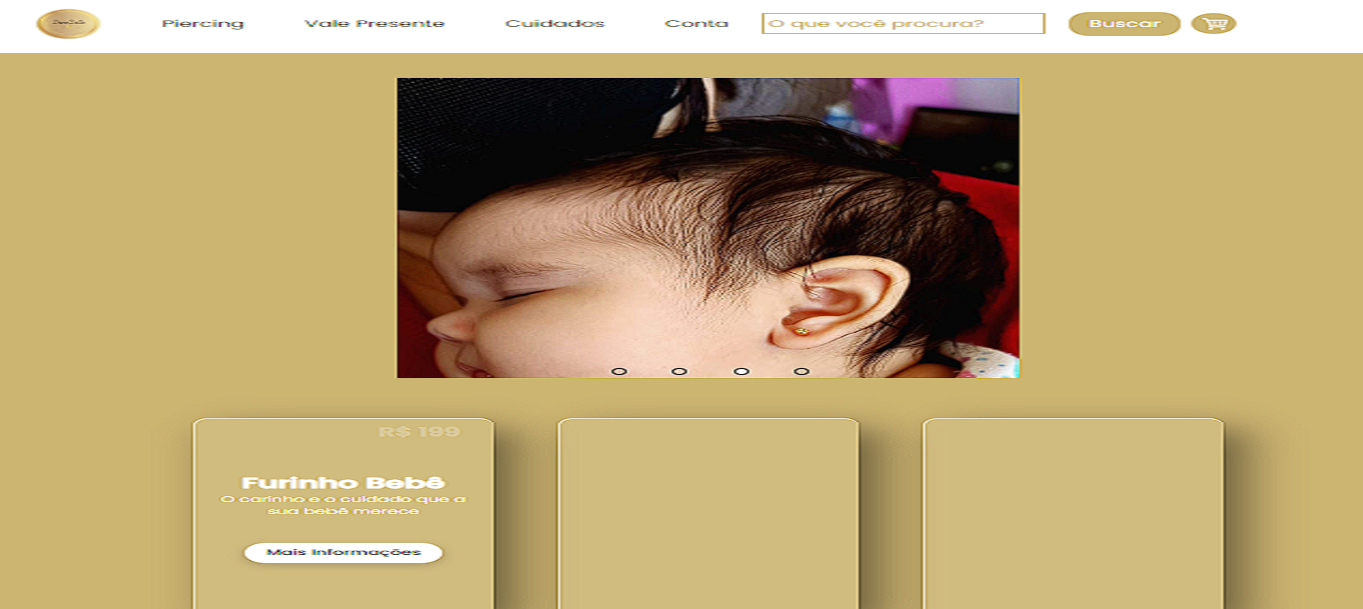 Piercing
Vale Presente
Cuidados
Conta
O que você procura?
Buscar
R$ 199
Furinho Bebê
O carinho e o cuidado que a
sua bebê merece
Mais Informações